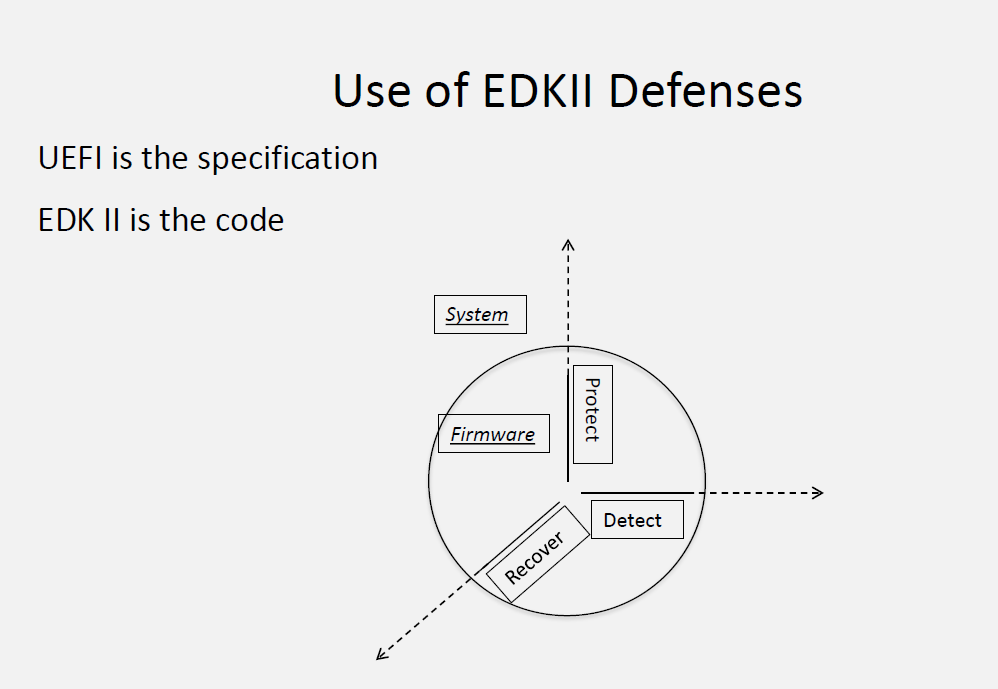 Use of EDKII Defenses
UEFI is the specification
EDK II is the code
System
Protect
Firmware
Detect
Recover